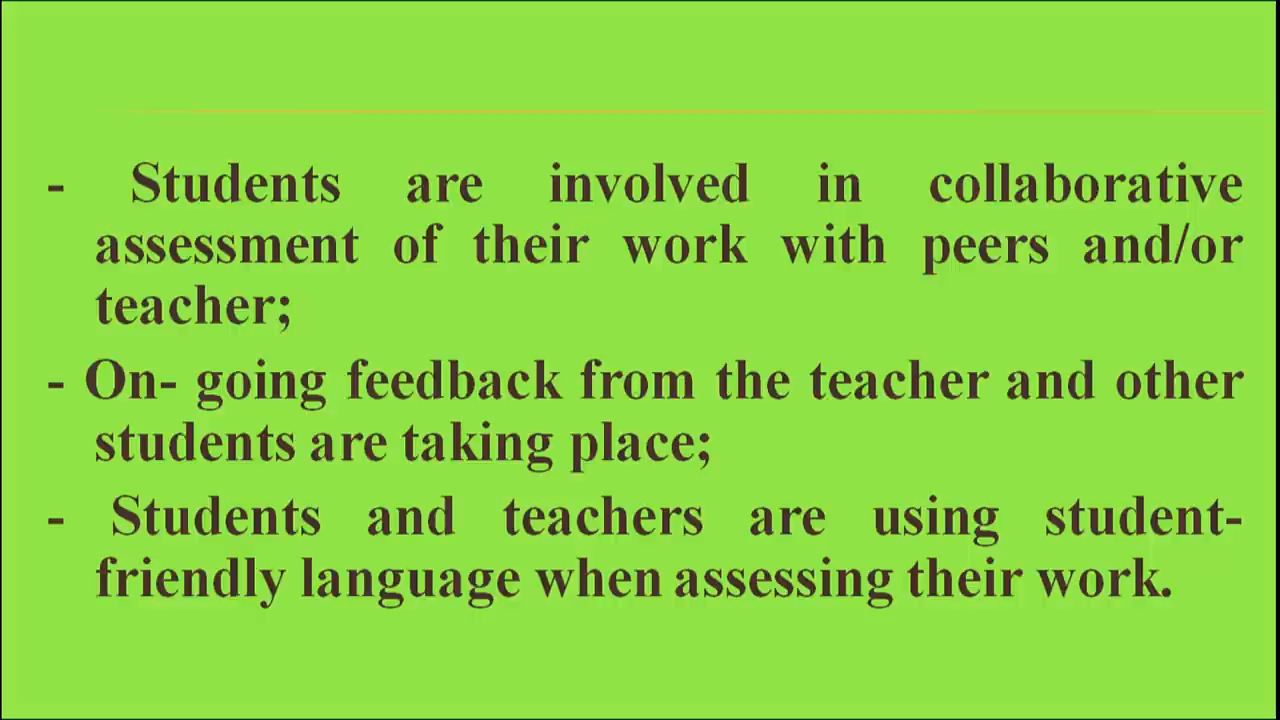 - Students are involved in collaborative
assessment of their work with peers and/or
teacher;
- On- going feedback from the teacher and other
students are taking place;
- Students and teachers are using student-
friendly language when assessing their work.